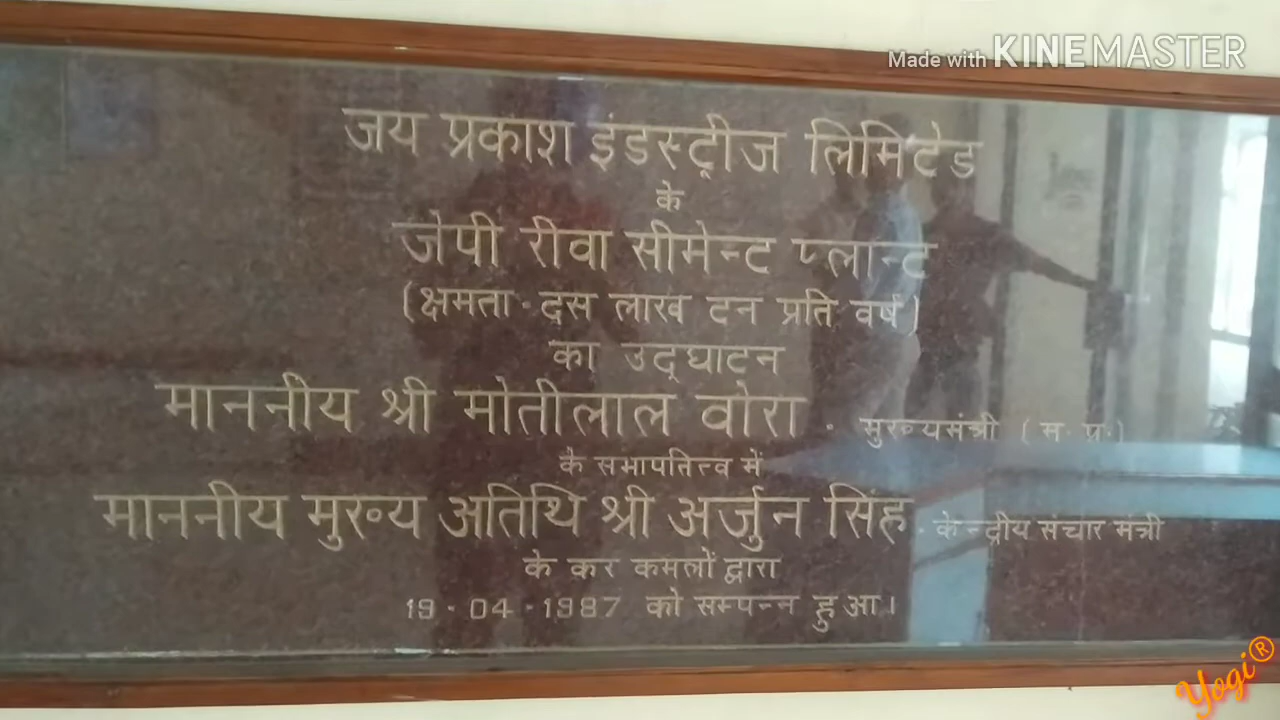 Made with KINEMASTER
जय प्रकाश इंडस्ट्रीज लिमिटेड
के
जेपी रीवा सीमेन्ट प्लान्ट
(क्षमता - दस लाख टन प्रति वर्ष)
का उद्घाटन
माननीय श्री मोतीलाल वोरा - मुख्यमंत्री (म. प्र.)
के सभापतित्व में
माननीय मुख्य अतिथि श्री अर्जुन सिंह - केन्द्रीय संचार मंत्री
के कर कमलों द्वारा
19 - 04 - 1987 को सम्पन्न हुआ।
Yogi®